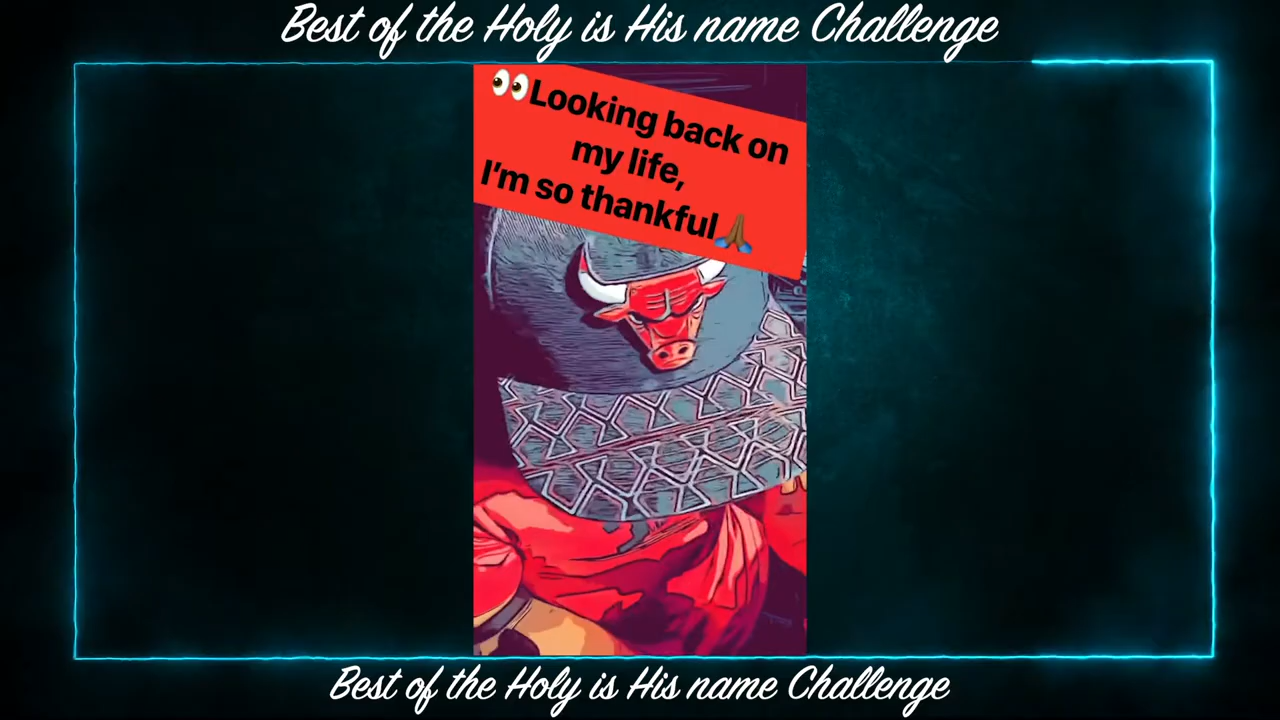 Best of the Holy is His name Challenge
👀Looking back on
my life,
I'm so thankful🙏🏾
Best of the Holy is His name Challenge